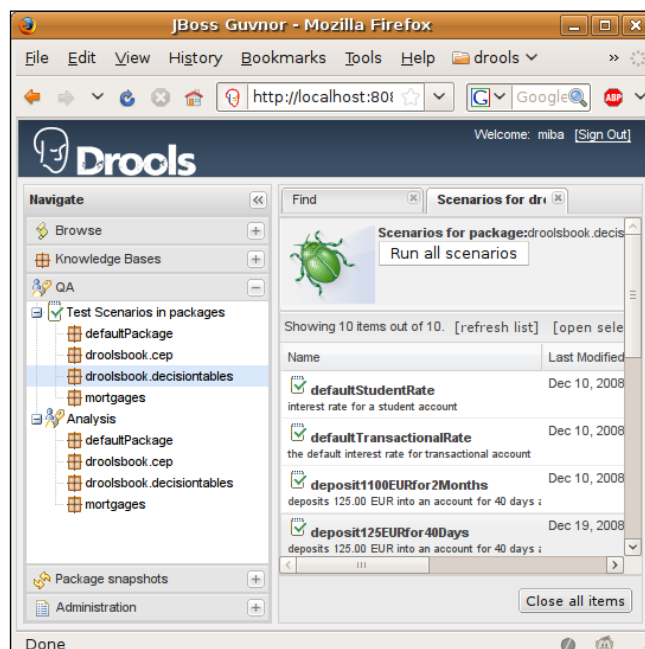 JBoss Guvnor - Mozilla Firefox
File Edit View History Bookmarks Tools Help drools »
http://localhost:808 G Google ABP
Drools
Welcome: miba [Sign Out]
Navigate
Browse
Knowledge Bases
QA
Test Scenarios in packages
defaultPackage
droolsbook.cep
droolsbook.decisiontables
mortgages
Analysis
defaultPackage
droolsbook.cep
droolsbook.decisiontables
mortgages
Package snapshots
Administration
Find
Scenarios for dro
Scenarios for package:droolsbook.decis
Run all scenarios
Showing 10 items out of 10. [refresh list] [open sele
Name Last Modified
defaultStudentRate Dec 10, 2008
interest rate for a student account
defaultTransactionalRate Dec 10, 2008
the default interest rate for transactional account
deposit1100EURfor2Months Dec 10, 2008
deposits 125.00 EUR into an account for 40 days a
deposit125EURfor40Days Dec 19, 2008
deposits 125.00 EUR into an account for 40 days a
Close all items
Done